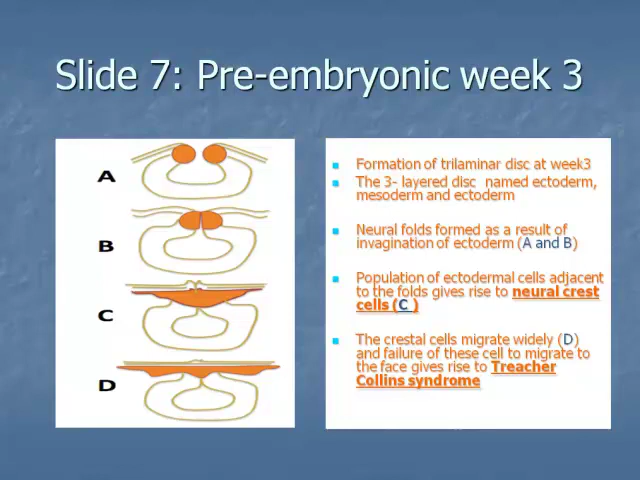 Slide 7: Pre-embryonic week 3
A
B
C
D
Formation of trilaminar disc at week3
The 3- layered disc named ectoderm,
mesoderm and ectoderm
Neural folds formed as a result of
invagination of ectoderm (A and B)
Population of ectodermal cells adjacent
to the folds gives rise to neural crest
cells (C )
The crestal cells migrate widely (D)
and failure of these cell to migrate to
the face gives rise to Treacher
Collins syndrome